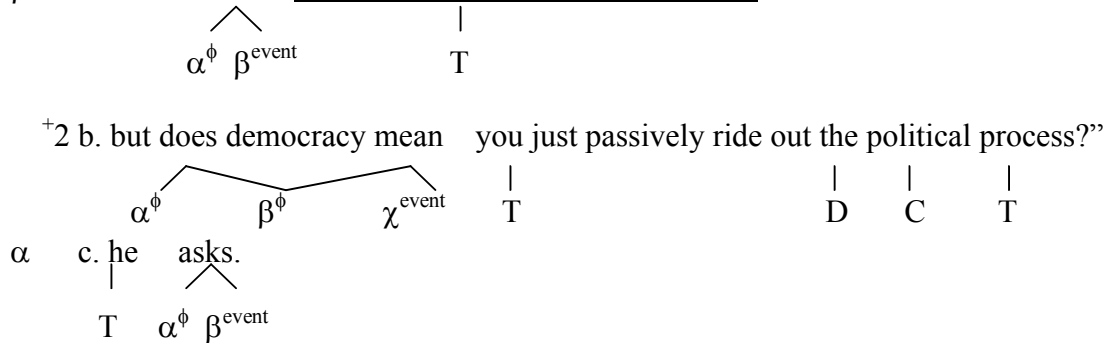 α^ϕ β^event T
⁺2 b. but does democracy mean you just passively ride out the political process?”
α^ϕ β^ϕ χ^event T D C T
α c. he asks.
T α^ϕ β^event